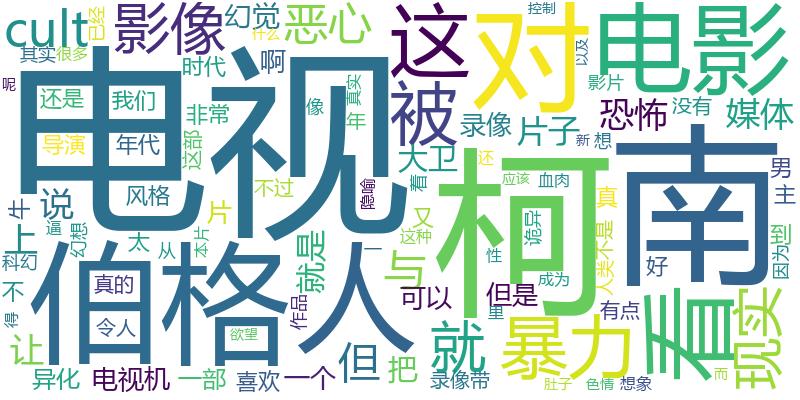 cult 已经 影像 幻觉 恶心 这 对 电影 控制 什么
其实 很多 时代 啊 以及
呢 还是 我们 非常 像 真实 被 录像 片子 恐怖 影片 没有 媒体
电视 柯 南
导演 年代 这部 年 大卫 还 新 想
牛 说 风格 片 不过 隐喻 着 又 应该 血肉 真 男 主
上 逼 幻想 太 从 本片 就是 一 与 这种 诡异 人类 不是 因为 到
科幻 伯格 人 性 成为 好
不 真的 作品 可以 但是 里 有点 看 现实
得 令人 欲望 但 就 暴力
让 异化 电视机 一部 喜欢 一个 把 录像带 肚子 色情 想象 而